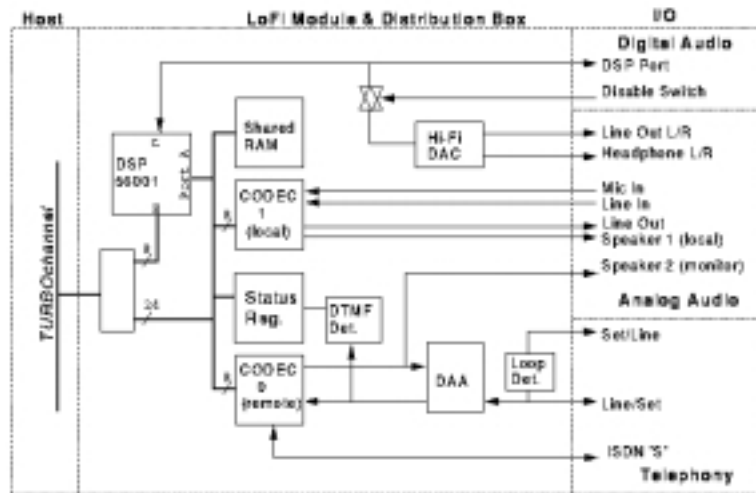 Host
LoFi Module & Distribution Box
I/O
Digital Audio
DSP Port
Disable Switch
Shared
RAM
Hi-Fi
DAC
Line Out L/R
Headphone L/R
C
DSP
56001
Port A
CODEC
1
(local)
8
Mic In
Line In
Line Out
Speaker 1 (local)
8
24
TURBOchannel
Status
Reg.
DTMF
Det.
Speaker 2 (monitor)
Analog Audio
Set/Line
CODEC
0
(remote)
8
DAA
Loop
Det.
Line/Set
ISDN "S"
Telephony